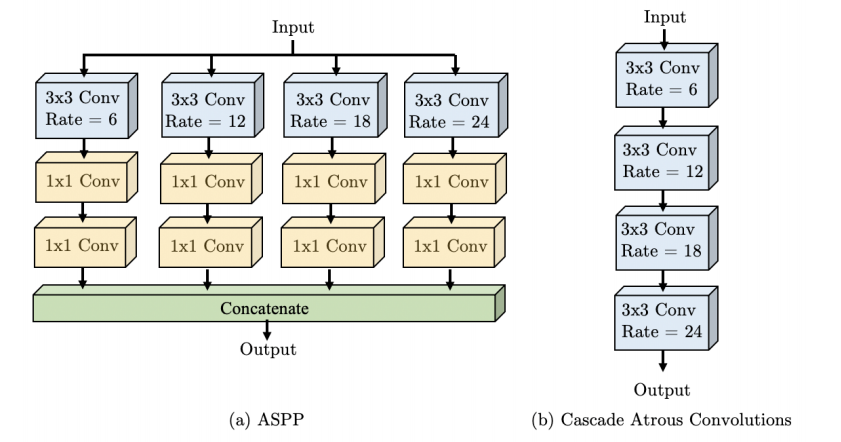 Input
3x3 Conv
Rate = 6
3x3 Conv
Rate = 12
3x3 Conv
Rate = 18
3x3 Conv
Rate = 24
1x1 Conv
1x1 Conv
1x1 Conv
1x1 Conv
1x1 Conv
1x1 Conv
1x1 Conv
1x1 Conv
Concatenate
Output
(a) ASPP
Input
3x3 Conv
Rate = 6
3x3 Conv
Rate = 12
3x3 Conv
Rate = 18
3x3 Conv
Rate = 24
Output
(b) Cascade Atrous Convolutions